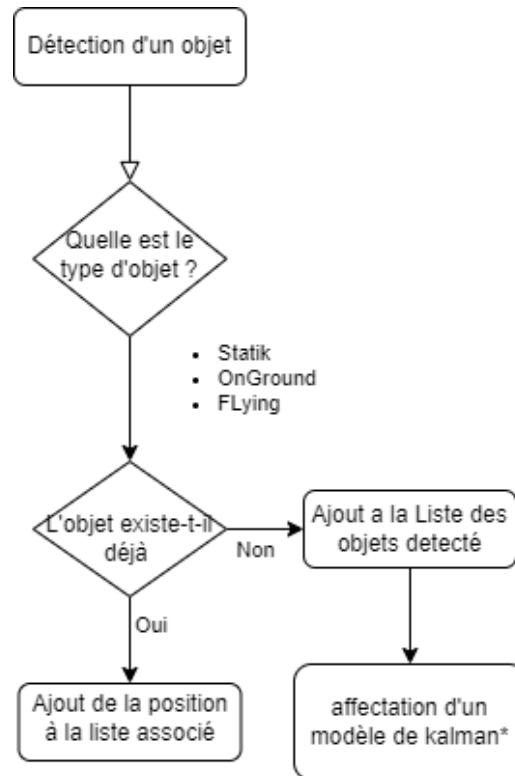 Détection d'un objet
Quelle est le
type d'objet ?
• Statik
• OnGround
• FLying
L'objet existe-t-il
déjà
Non
Ajout a la Liste des
objets detecté
Oui
Ajout de la position
à la liste associé
affectation d'un
modèle de kalman*